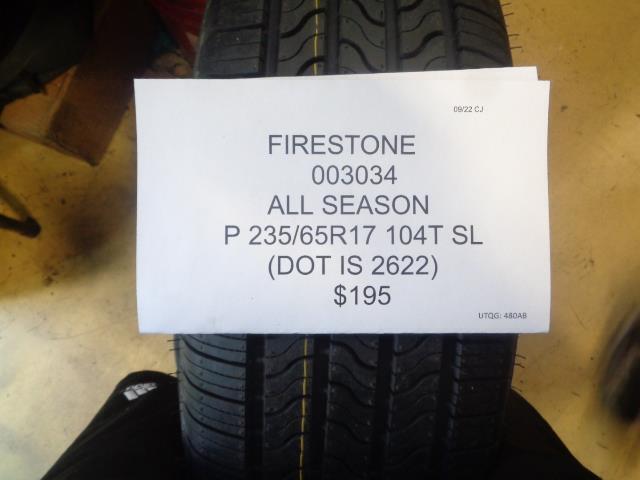 09/22 CJ
FIRESTONE
003034
ALL SEASON
P 235/65R17 104T SL
(DOT IS 2622)
$195
UTQG: 480AB